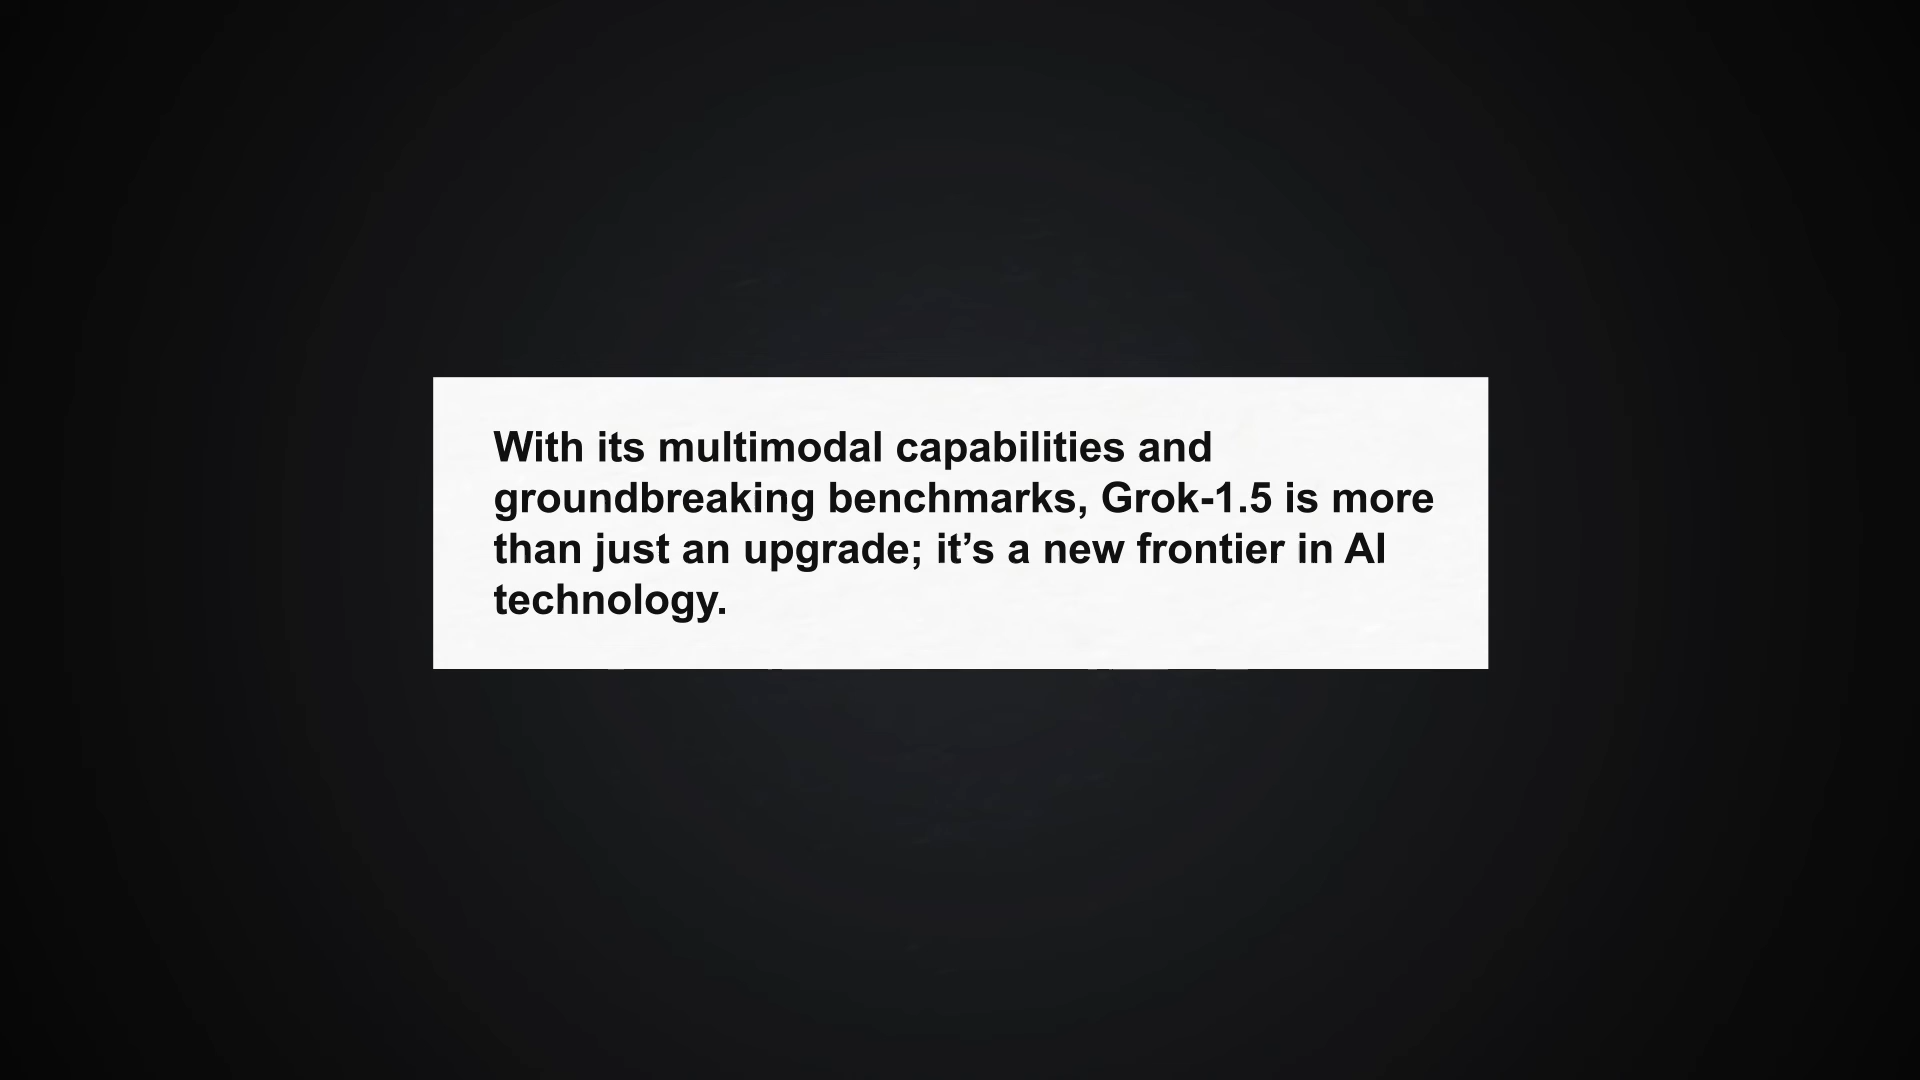 With its multimodal capabilities and
groundbreaking benchmarks, Grok-1.5 is more
than just an upgrade; it’s a new frontier in AI
technology.